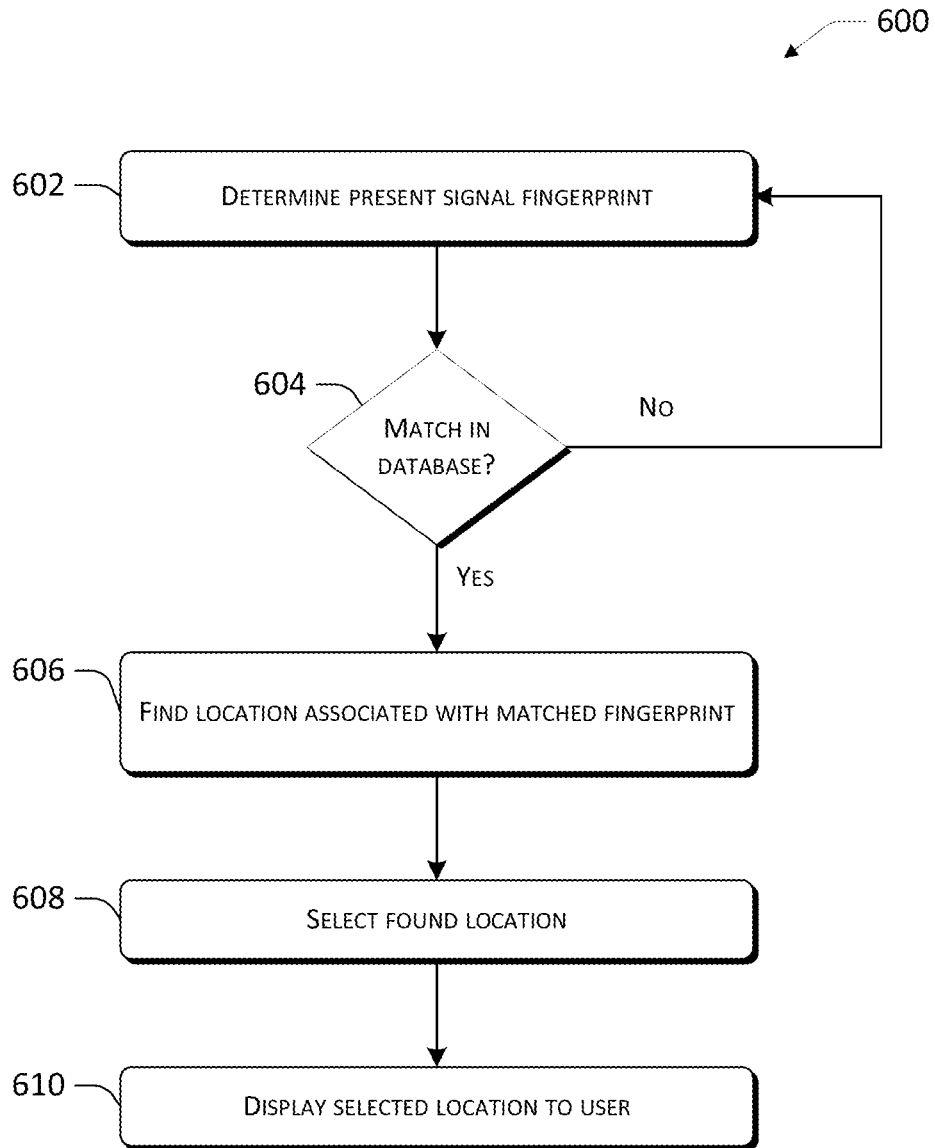 600
602
DETERMINE PRESENT SIGNAL FINGERPRINT
604
MATCH IN
DATABASE?
NO
YES
606
FIND LOCATION ASSOCIATED WITH MATCHED FINGERPRINT
608
SELECT FOUND LOCATION
610
DISPLAY SELECTED LOCATION TO USER